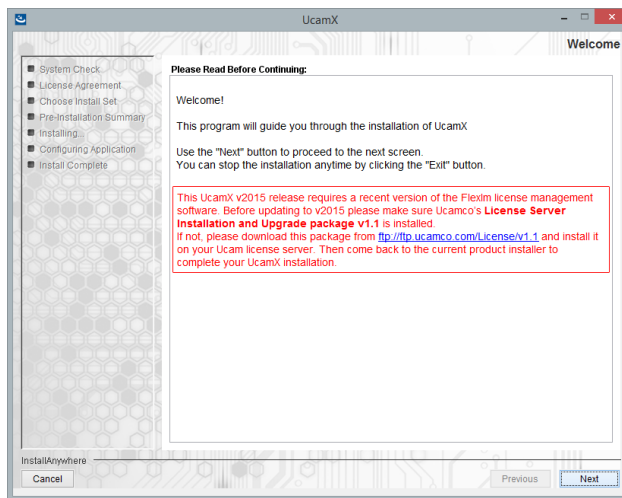 UcamX
Welcome
System Check
License Agreement
Choose Install Set
Pre-Installation Summary
Installing...
Configuring Application
Install Complete
Please Read Before Continuing:
Welcome!
This program will guide you through the installation of UcamX
Use the "Next" button to proceed to the next screen.
You can stop the installation anytime by clicking the "Exit" button.
This UcamX v2015 release requires a recent version of the Flexlm license management
software. Before updating to v2015 please make sure Ucamco's License Server
Installation and Upgrade package v1.1 is installed.
If not, please download this package from ftp://ftp.ucamco.com/License/v1.1 and install it
on your Ucam license server. Then come back to the current product installer to
complete your UcamX installation.
InstallAnywhere
Cancel
Previous
Next